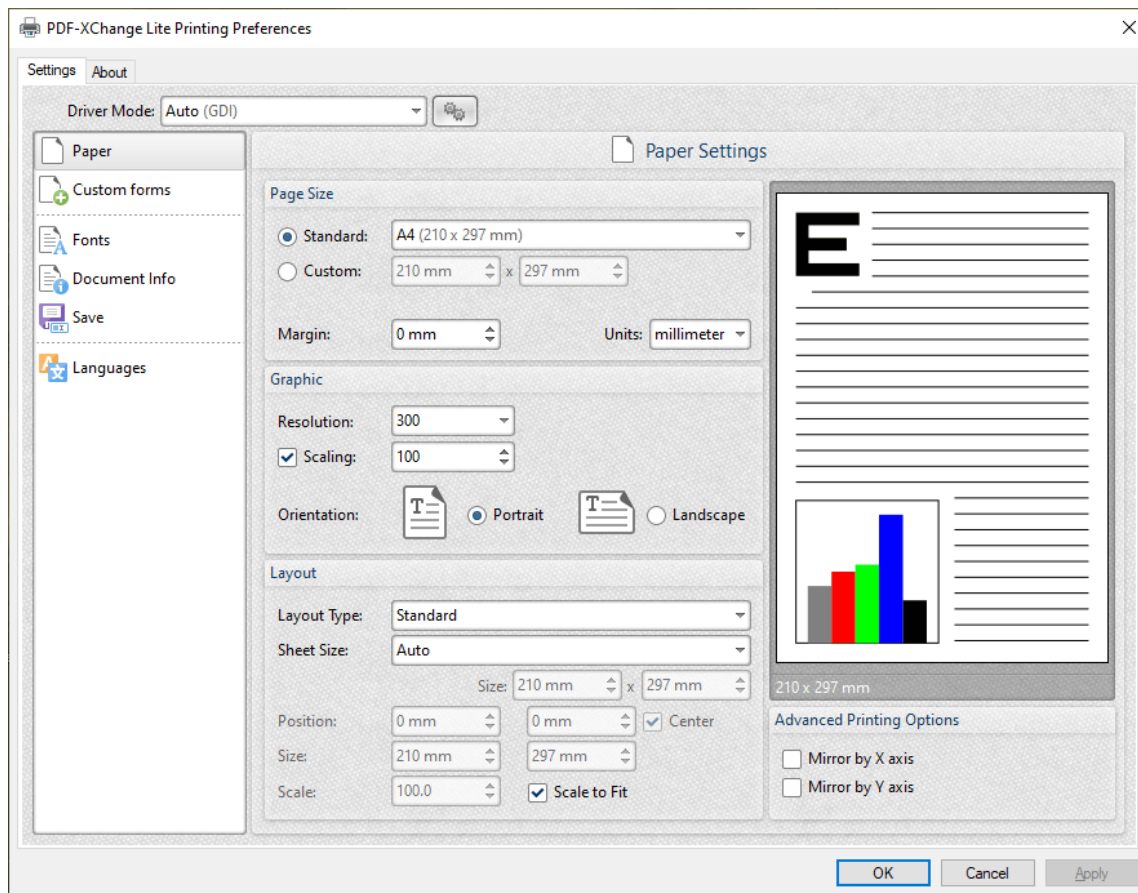 PDF-XChange Lite Printing Preferences
Settings About
Driver Mode: Auto (GDI)
Paper
Custom forms
Fonts
Document Info
Save
Languages
Paper Settings
Page Size
Standard: A4 (210 x 297 mm)
Custom: 210 mm x 297 mm
Margin: 0 mm Units: millimeter
Graphic
Resolution: 300
Scaling: 100
Orientation: T Portrait T Landscape
Layout
Layout Type: Standard
Sheet Size: Auto
Size: 210 mm x 297 mm
Position: 0 mm 0 mm Center
Size: 210 mm 297 mm
Scale: 100.0 Scale to Fit
E
210 x 297 mm
Advanced Printing Options
Mirror by X axis
Mirror by Y axis
OK Cancel Apply